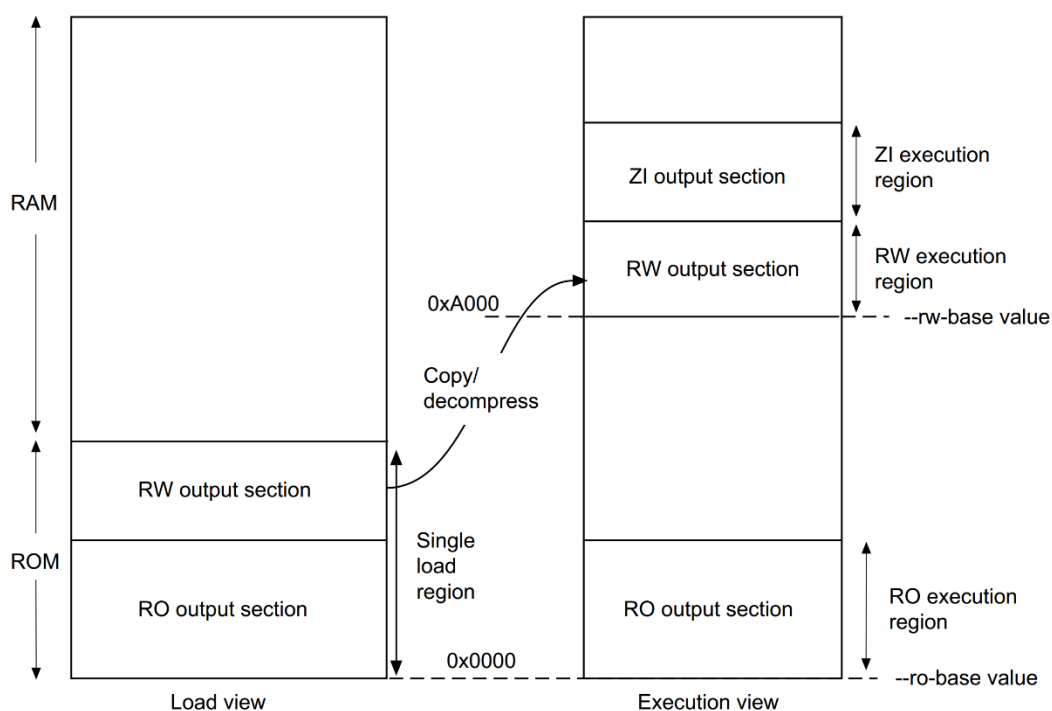 RAM
ROM
RW output section
RO output section
Load view
Single
load
region
Copy/
decompress
0xA000
0x0000
ZI output section
RW output section
RO output section
Execution view
ZI execution
region
RW execution
region
--rw-base value
RO execution
region
--ro-base value